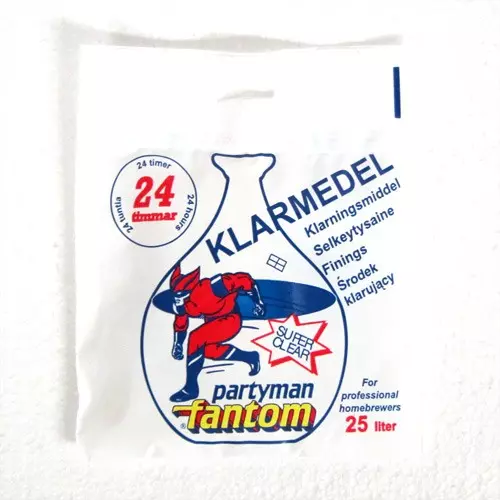 24 timer
24 timmar
24 hours
24 tuntia
KLARMEDEL
Klarningsmiddel
Selkeytysaine
Finings
Środek
klarujący
SUPER
CLEAR
partyman
fantom
®
For
professional
homebrewers
25 liter